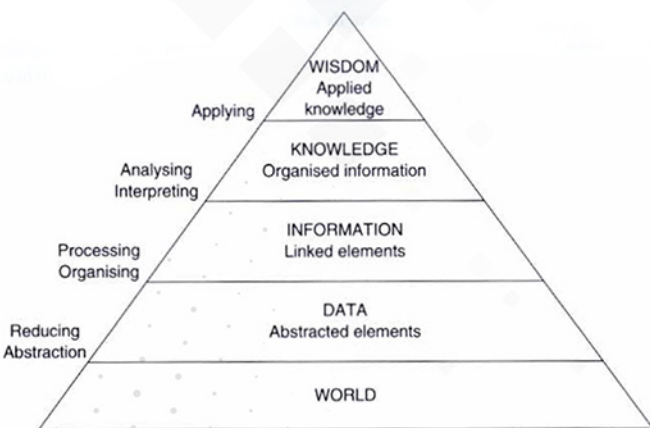 WISDOM
Applied
knowledge
Applying
KNOWLEDGE
Organised information
Analysing
Interpreting
INFORMATION
Linked elements
Processing
Organising
DATA
Abstracted elements
Reducing
Abstraction
WORLD